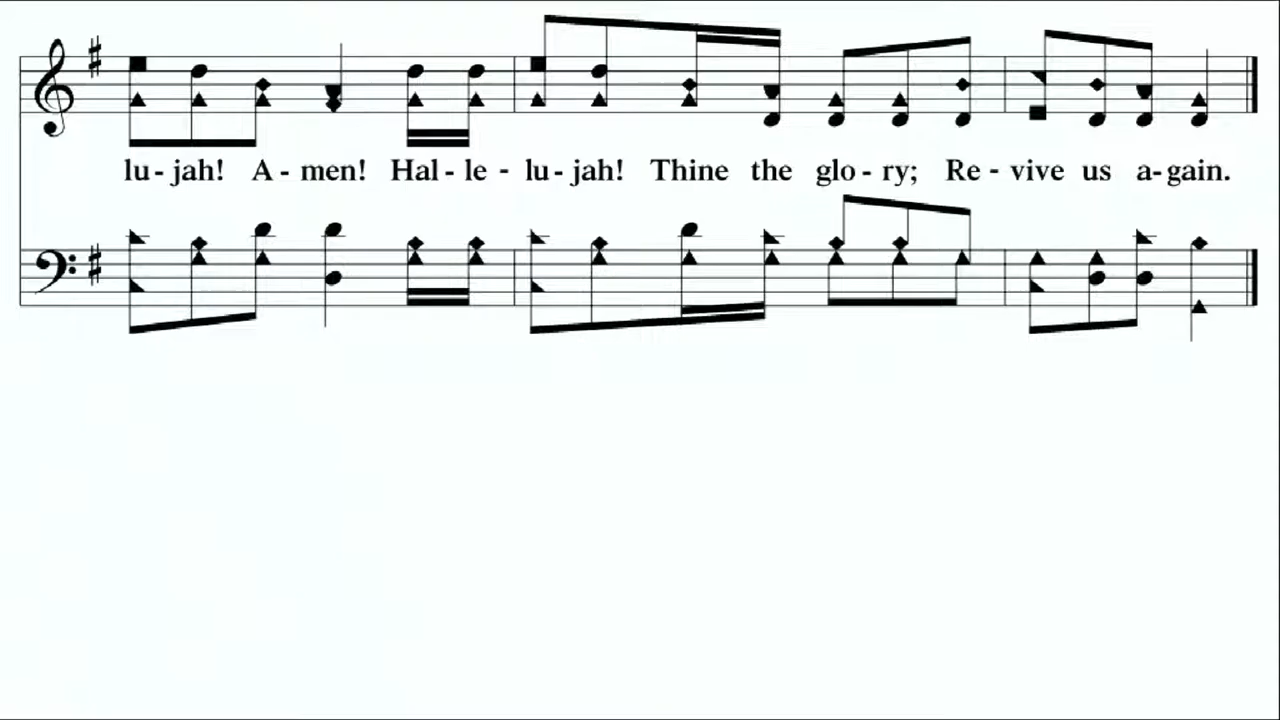 lu - jah! A - men! Hal - le - lu - jah! Thine the glo - ry; Re - vive us a - gain.